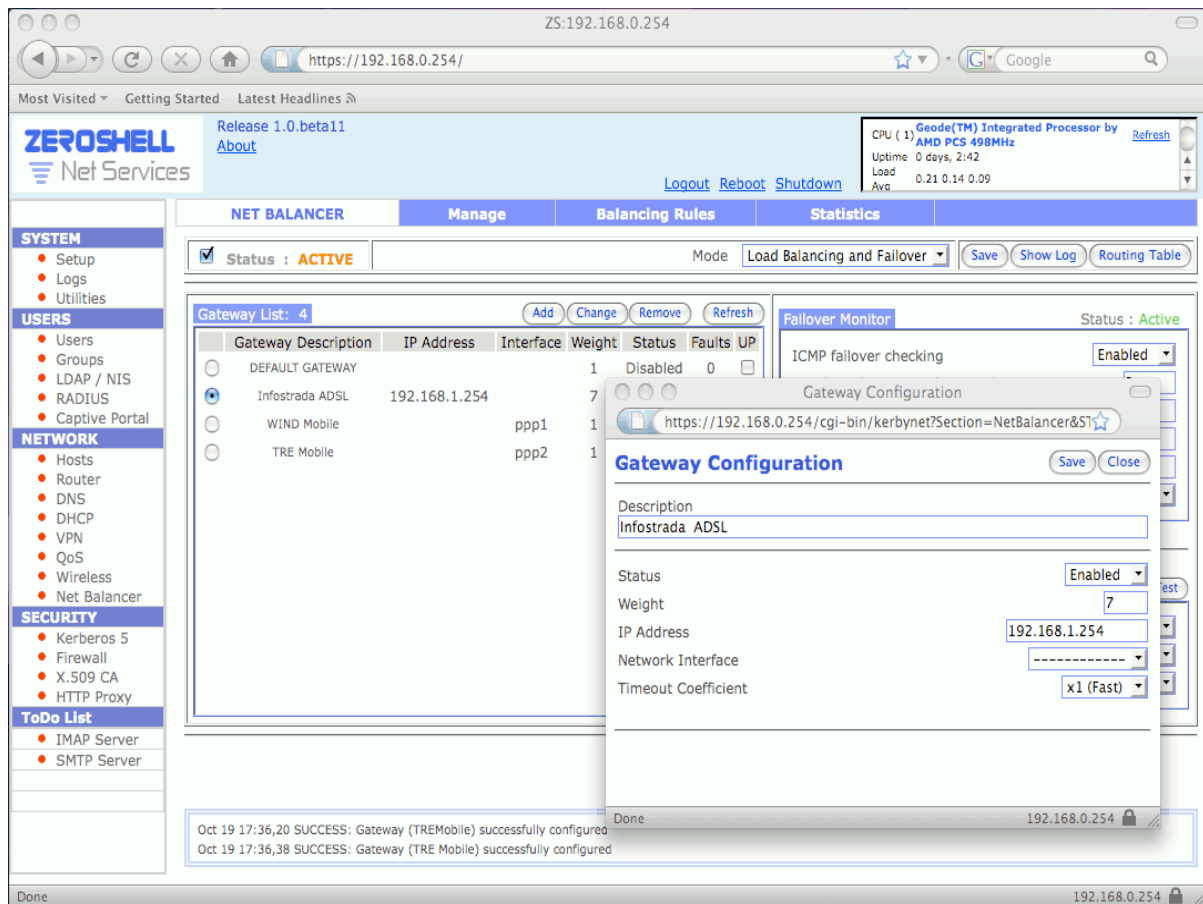 ZS:192.168.0.254
https://192.168.0.254/
Google
Most Visited Getting Started Latest Headlines
ZEROSHELL
Net Services
Release 1.0.beta11
About
Logout Reboot Shutdown
CPU ( 1) Geode(TM) Integrated Processor by AMD PCS 498MHz
Refresh
Uptime 0 days, 2:42
Load Avg 0.21 0.14 0.09
NET BALANCER Manage Balancing Rules Statistics
SYSTEM
Setup
Logs
Utilities
USERS
Users
Groups
LDAP / NIS
RADIUS
Captive Portal
NETWORK
Hosts
Router
DNS
DHCP
VPN
QoS
Wireless
Net Balancer
SECURITY
Kerberos 5
Firewall
X.509 CA
HTTP Proxy
ToDo List
IMAP Server
SMTP Server
Status : ACTIVE
Mode Load Balancing and Failover Save Show Log Routing Table
Gateway List: 4 Add Change Remove Refresh
Gateway Description IP Address Interface Weight Status Faults UP
DEFAULT GATEWAY 1 Disabled 0
Infostrada ADSL 192.168.1.254 7
WIND Mobile ppp1 1
TRE Mobile ppp2 1
Failover Monitor Status : Active
ICMP failover checking Enabled
Gateway Configuration
https://192.168.0.254/cgi-bin/kerbynet?Section=NetBalancer&ST
Gateway Configuration Save Close
Description
Infostrada ADSL
Status Enabled
Weight 7
IP Address 192.168.1.254
Network Interface ------------
Timeout Coefficient x1 (Fast)
Done 192.168.0.254
Oct 19 17:36,20 SUCCESS: Gateway (TREMobile) successfully configured
Oct 19 17:36,38 SUCCESS: Gateway (TRE Mobile) successfully configured
Done 192.168.0.254